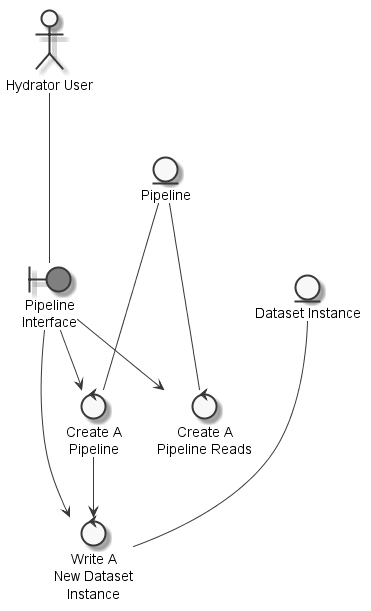 Hydrator User
Pipeline
Pipeline
Interface
Dataset Instance
Create A
Pipeline
Create A
Pipeline Reads
Write A
New Dataset
Instance